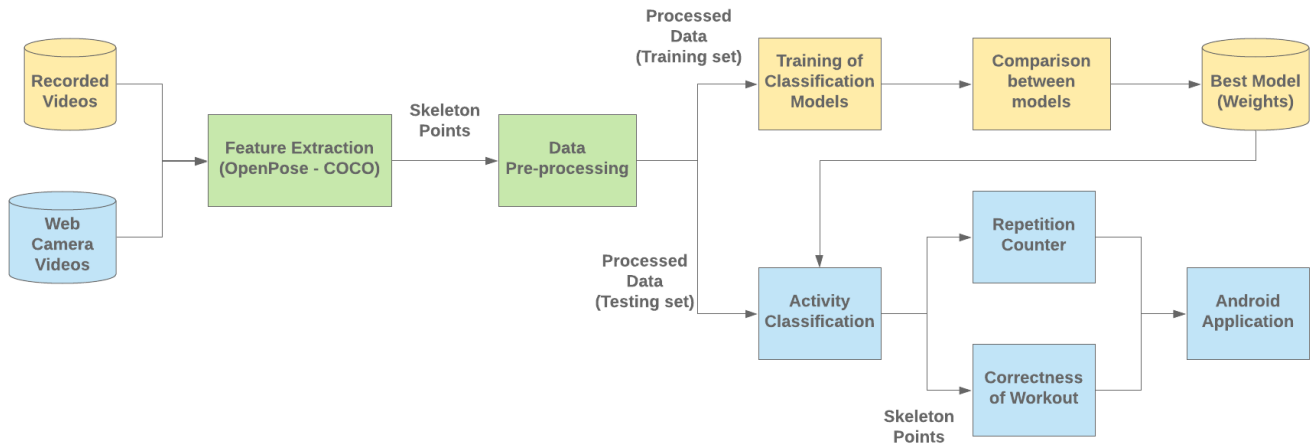 Recorded
Videos
Web
Camera
Videos
Feature Extraction
(OpenPose - COCO)
Skeleton
Points
Data
Pre-processing
Processed
Data
(Training set)
Training of
Classification
Models
Comparison
between
models
Best Model
(Weights)
Processed
Data
(Testing set)
Activity
Classification
Repetition
Counter
Skeleton
Points
Correctness
of Workout
Android
Application